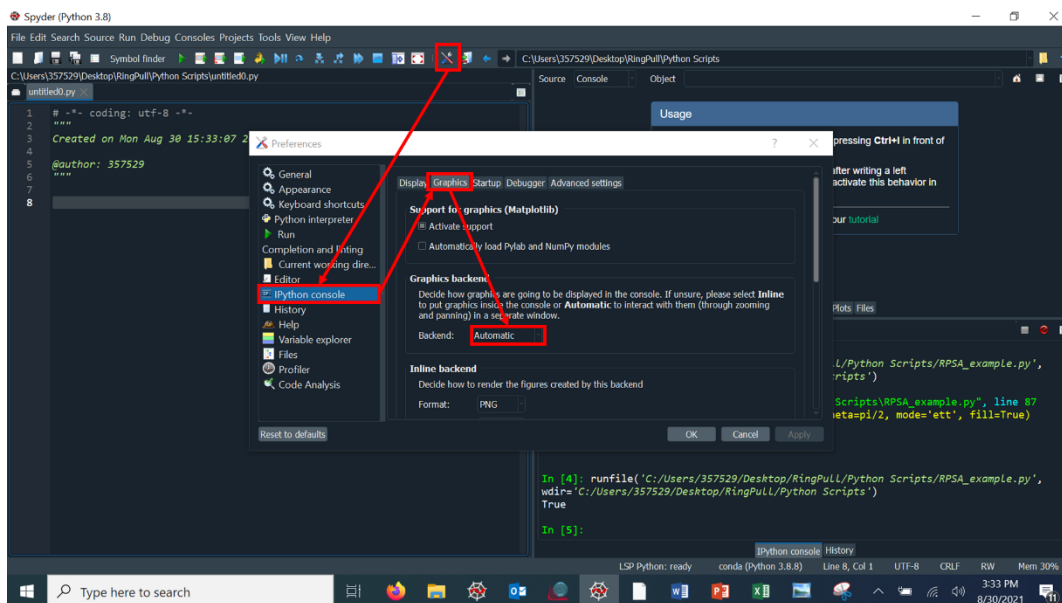 Spyder (Python 3.8)
File Edit Search Source Run Debug Consoles Projects Tools View Help
Symbol finder
C:\Users\357529\Desktop\RingPull\Python Scripts
C:\Users\357529\Desktop\RingPull\Python Scripts\untitled0.py
untitled0.py
1 # -*- coding: utf-8 -*-
2 """
3 Created on Mon Aug 30 15:33:07 2
4
5 @author: 357529
6 """
7
8
Source Console Object
Usage
pressing Ctrl+I in front of
after writing a left
activate this behavior in
our tutorial
Preferences
General
Appearance
Keyboard shortcuts
Python interpreter
Run
Completion and linting
Current working dire...
Editor
IPython console
History
Help
Variable explorer
Files
Profiler
Code Analysis
Reset to defaults
Display Graphics Startup Debugger Advanced settings
Support for graphics (Matplotlib)
Activate support
Automatically load Pylab and NumPy modules
Graphics backend
Decide how graphics are going to be displayed in the console. If unsure, please select Inline
to put graphics inside the console or Automatic to interact with them (through zooming
and panning) in a separate window.
Backend: Automatic
Inline backend
Decide how to render the figures created by this backend
Format: PNG
OK Cancel Apply
Plots Files
LL/Python Scripts/RPSA_example.py',
ripts')
Scripts\RPSA_example.py", line 87
eta=pi/2, mode='ett', fill=True)
In [4]: runfile('C:/Users/357529/Desktop/RingPull/Python Scripts/RPSA_example.py',
wdir='C:/Users/357529/Desktop/RingPull/Python Scripts')
True
In [5]:
IPython console History
LSP Python: ready conda (Python 3.8.8) Line 8, Col 1 UTF-8 CRLF RW Mem 30%
Type here to search
3:33 PM
8/30/2021